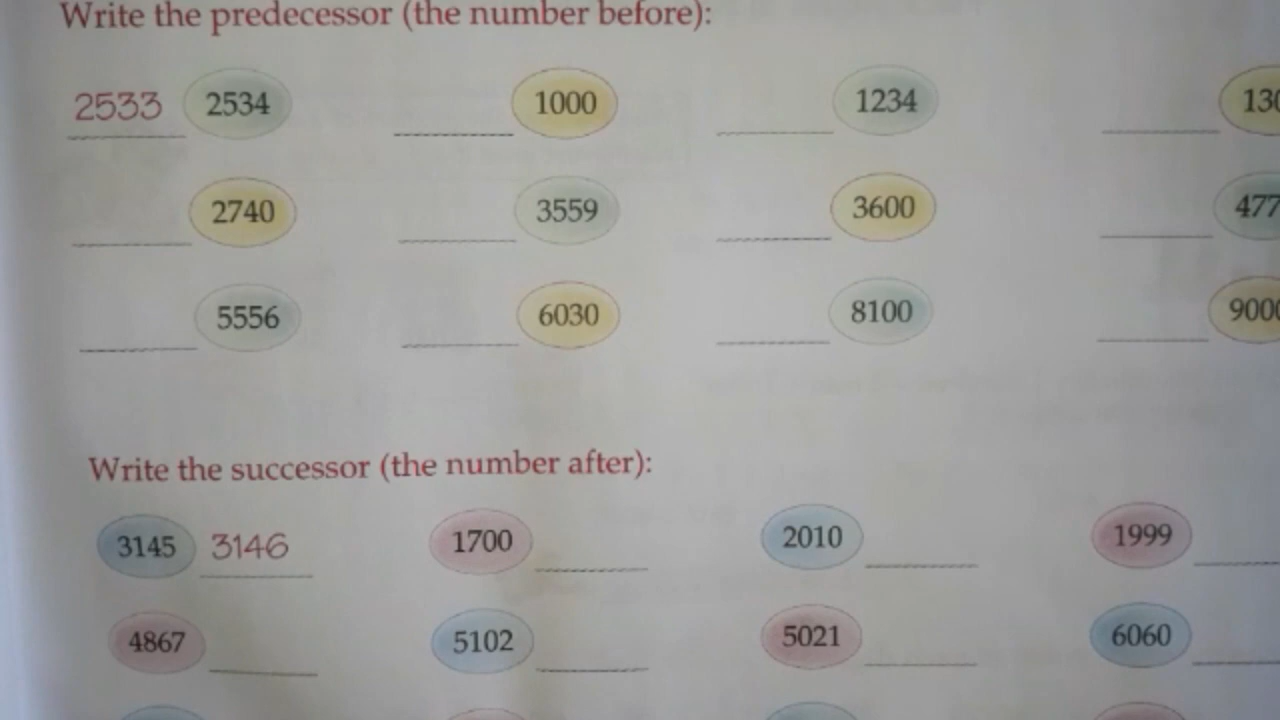 Write the predecessor (the number before):
2533 2534 1000 1234
2740 3559 3600
5556 6030 8100
Write the successor (the number after):
3145 3146 1700 2010 1999
4867 5102 5021 6060